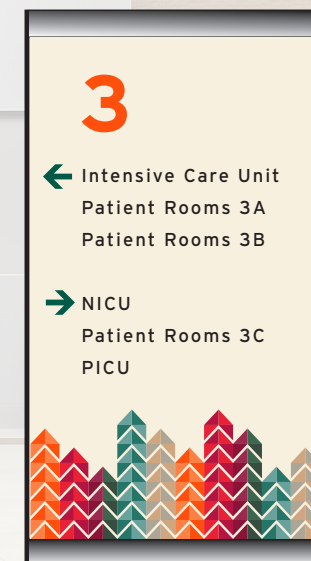 3
Intensive Care Unit
Patient Rooms 3A
Patient Rooms 3B
NICU
Patient Rooms 3C
PICU